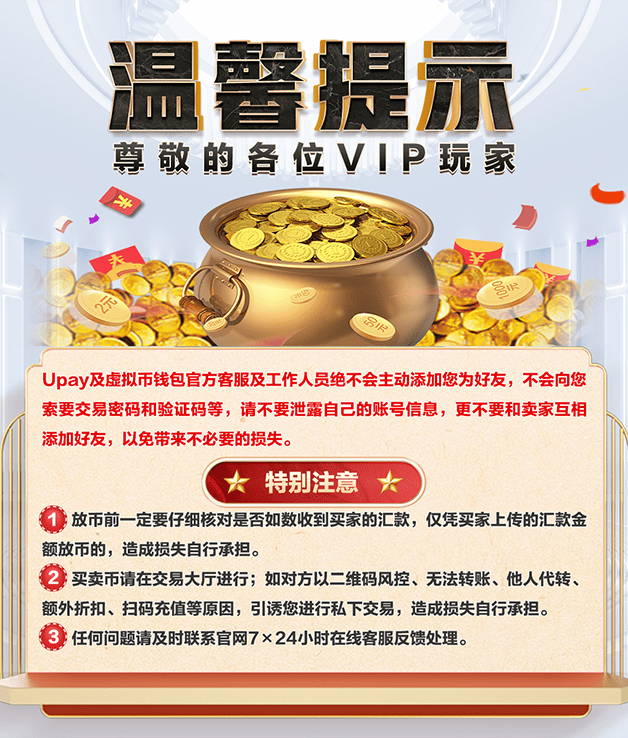 温馨提示
尊敬的各位VIP玩家
2元
50元
100元
Upay及虚拟币钱包官方客服及工作人员绝不会主动添加您为好友，不会向您
索要交易密码和验证码等，请不要泄露自己的账号信息，更不要和卖家互相
添加好友，以免带来不必要的损失。
特别注意
1 放币前一定要仔细核对是否如数收到买家的汇款，仅凭买家上传的汇款金
额放币的，造成损失自行承担。
2 买卖币请在交易大厅进行；如对方以二维码风控、无法转账、他人代转、
额外折扣、扫码充值等原因，引诱您进行私下交易，造成损失自行承担。
3 任何问题请及时联系官网7×24小时在线客服反馈处理。